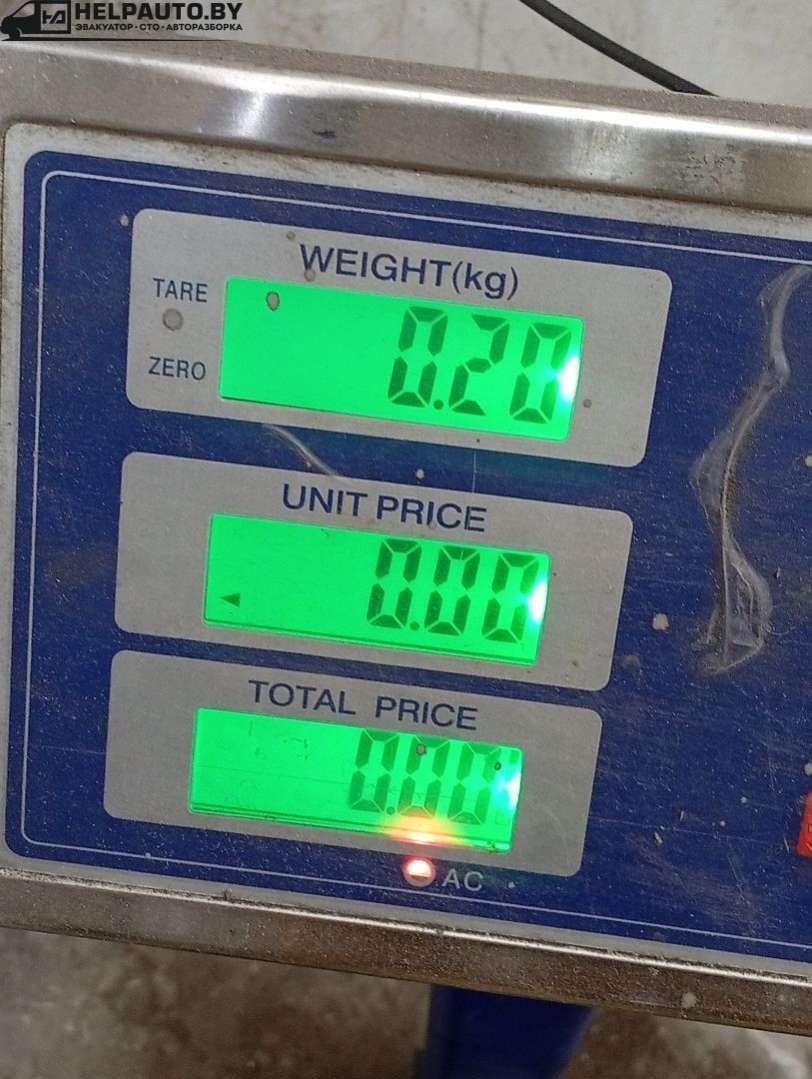 HELPAUTO.BY
ЭВАКУАТОР·СТО·АВТОРАЗБОРКА
WEIGHT(kg)
TARE
ZERO
0.20
UNIT PRICE
0.00
TOTAL PRICE
0.00
AC